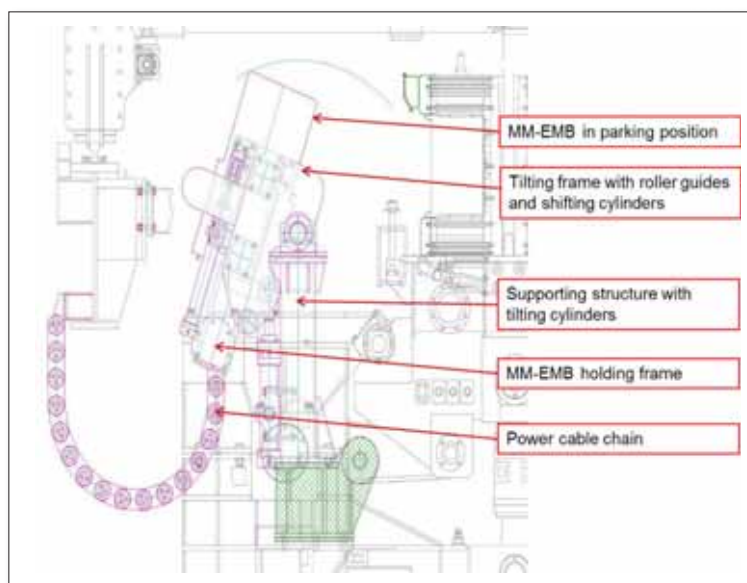 MM-EMB in parking position
Tilting frame with roller guides
and shifting cylinders
Supporting structure with
tilting cylinders
MM-EMB holding frame
Power cable chain